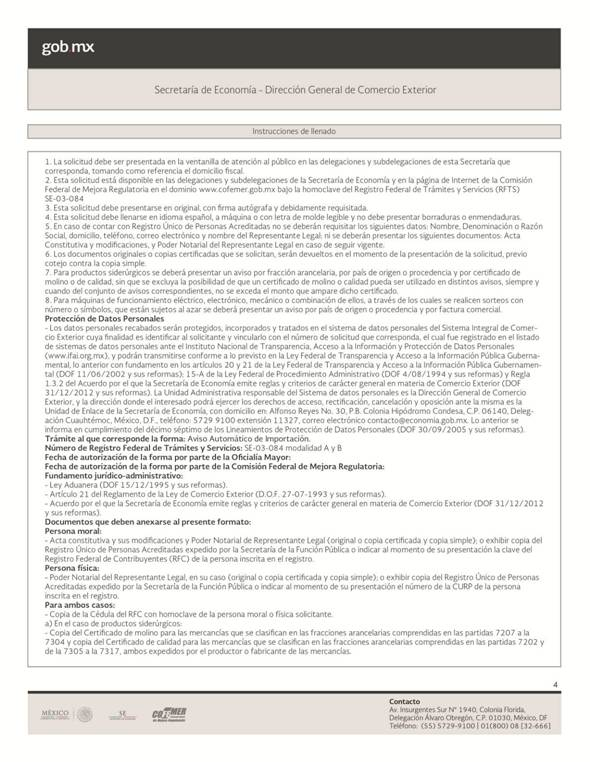 gob.mx
Secretaría de Economía - Dirección General de Comercio Exterior
Instrucciones de llenado
1. La solicitud debe ser presentada en la ventanilla de atención al público en las delegaciones y subdelegaciones de esta Secretaría que
corresponda, tomando como referencia el domicilio fiscal.
2. Esta solicitud está disponible en las delegaciones y subdelegaciones de la Secretaría de Economía y en la página de Internet de la Comisión
Federal de Mejora Regulatoria en el dominio www.cofemer.gob.mx bajo la homoclave del Registro Federal de Trámites y Servicios (RFTS)
SE-03-084
3. Esta solicitud debe presentarse en original, con firma autógrafa y debidamente requisitada.
4. Esta solicitud debe llenarse en idioma español, a máquina o con letra de molde legible y no debe presentar borraduras o enmendaduras.
5. En caso de contar con Registro Único de Personas Acreditadas no se deberán requisitar los siguientes datos: Nombre, Denominación o Razón
Social, domicilio, teléfono, correo electrónico y nombre del Representante Legal; ni se deberán presentar los siguientes documentos: Acta
Constitutiva y modificaciones, y Poder Notarial del Representante Legal en caso de seguir vigente.
6. Los documentos originales o copias certificadas que se solicitan, serán devueltos en el momento de la presentación de la solicitud, previo
cotejo contra la copia simple.
7. Para productos siderúrgicos se deberá presentar un aviso por fracción arancelaria, por país de origen o procedencia y por certificado de
molino o de calidad, sin que se excluya la posibilidad de que un certificado de molino o calidad pueda ser utilizado en distintos avisos, siempre y
cuando del conjunto de avisos correspondientes, no se exceda el monto que ampare dicho certificado.
8. Para máquinas de funcionamiento eléctrico, electrónico, mecánico o combinación de ellos, a través de los cuales se realicen sorteos con
número o símbolos, que están sujetos al azar se deberá presentar un aviso por país de origen o procedencia y por factura comercial.
Protección de Datos Personales
- Los datos personales recabados serán protegidos, incorporados y tratados en el sistema de datos personales del Sistema Integral de Comer-
cio Exterior cuya finalidad es identificar al solicitante y vincularlo con el número de solicitud que corresponda, el cual fue registrado en el listado
de sistemas de datos personales ante el Instituto Nacional de Transparencia, Acceso a la Información y Protección de Datos Personales
(www.ifai.org.mx), y podrán transmitirse conforme a lo previsto en la Ley Federal de Transparencia y Acceso a la Información Pública Guberna-
mental, lo anterior con fundamento en los artículos 20 y 21 de la Ley Federal de Transparencia y Acceso a la Información Pública Gubernamen-
tal (DOF 11/06/2002 y sus reformas); 15-A de la Ley Federal de Procedimiento Administrativo (DOF 4/08/1994 y sus reformas) y Regla
1.3.2 del Acuerdo por el que la Secretaría de Economía emite reglas y criterios de carácter general en materia de Comercio Exterior (DOF
31/12/2012 y sus reformas). La Unidad Administrativa responsable del Sistema de datos personales es la Dirección General de Comercio
Exterior, y la dirección donde el interesado podrá ejercer los derechos de acceso, rectificación, cancelación y oposición ante la misma es la
Unidad de Enlace de la Secretaría de Economía, con domicilio en: Alfonso Reyes No. 30, P.B. Colonia Hipódromo Condesa, C.P. 06140, Deleg-
ación Cuauhtémoc, México, D.F., teléfono: 5729 9100 extensión 11327, correo electrónico contacto@economia.gob.mx. Lo anterior se
informa en cumplimiento del décimo séptimo de los Lineamientos de Protección de Datos Personales (DOF 30/09/2005 y sus reformas).
Trámite al que corresponde la forma: Aviso Automático de Importación.
Número de Registro Federal de Trámites y Servicios: SE-03-084 modalidad A y B
Fecha de autorización de la forma por parte de la Oficialía Mayor:
Fecha de autorización de la forma por parte de la Comisión Federal de Mejora Regulatoria:
Fundamento jurídico-administrativo:
- Ley Aduanera (DOF 15/12/1995 y sus reformas).
- Artículo 21 del Reglamento de la Ley de Comercio Exterior (D.O.F. 27-07-1993 y sus reformas).
- Acuerdo por el que la Secretaría de Economía emite reglas y criterios de carácter general en materia de Comercio Exterior (DOF 31/12/2012
y sus reformas).
Documentos que deben anexarse al presente formato:
Persona moral:
- Acta constitutiva y sus modificaciones y Poder Notarial de Representante Legal (original o copia certificada y copia simple); o exhibir copia del
Registro Único de Personas Acreditadas expedido por la Secretaría de la Función Pública o indicar al momento de su presentación la clave del
Registro Federal de Contribuyentes (RFC) de la persona inscrita en el registro.
Persona física:
- Poder Notarial del Representante Legal, en su caso (original o copia certificada y copia simple); o exhibir copia del Registro Único de Personas
Acreditadas expedido por la Secretaría de la Función Pública o indicar al momento de su presentación el número de la CURP de la persona
inscrita en el registro.
Para ambos casos:
- Copia de la Cédula del RFC con homoclave de la persona moral o física solicitante.
a) En el caso de productos siderúrgicos:
- Copia del Certificado de molino para las mercancías que se clasifican en las fracciones arancelarias comprendidas en las partidas 7207 a la
7304 y copia del Certificado de calidad para las mercancías que se clasifican en las fracciones arancelarias comprendidas en las partidas 7202 y
de la 7305 a la 7317, ambos expedidos por el productor o fabricante de las mercancías.
4
MÉXICO
SE
COFEMER
Contacto
Av. Insurgentes Sur N° 1940, Colonia Florida,
Delegación Álvaro Obregón, C.P. 01030, México, DF
Teléfono: (55) 5729-9100 | 01(800) 08 [32-666]